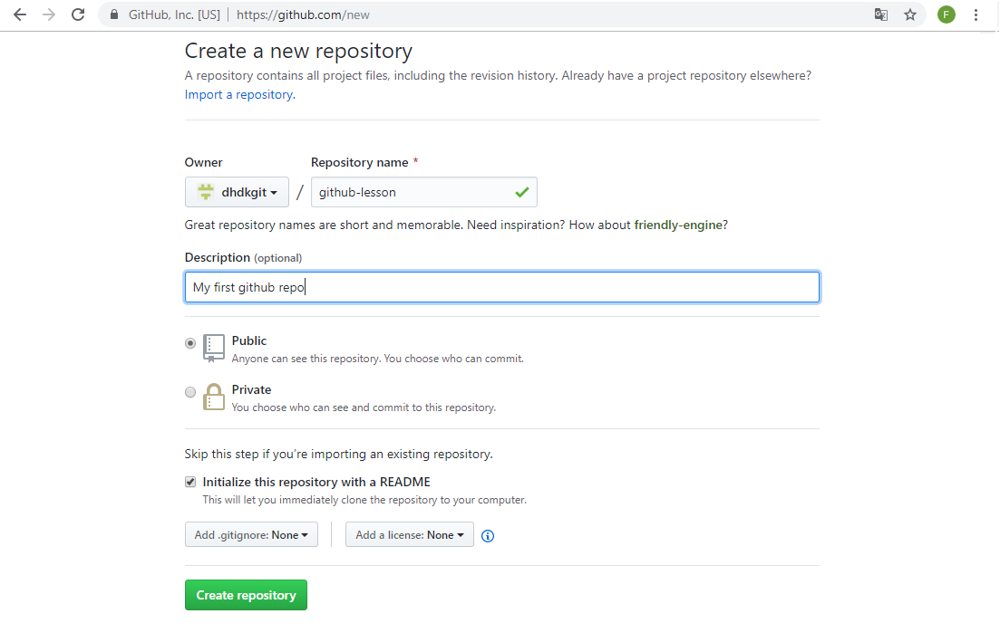 GitHub, Inc. [US] | https://github.com/new
F
Create a new repository
A repository contains all project files, including the revision history. Already have a project repository elsewhere?
Import a repository.
Owner
Repository name *
dhdkgit / github-lesson
Great repository names are short and memorable. Need inspiration? How about friendly-engine?
Description (optional)
My first github repo
Public
Anyone can see this repository. You choose who can commit.
Private
You choose who can see and commit to this repository.
Skip this step if you're importing an existing repository.
Initialize this repository with a README
This will let you immediately clone the repository to your computer.
Add .gitignore: None
Add a license: None
Create repository